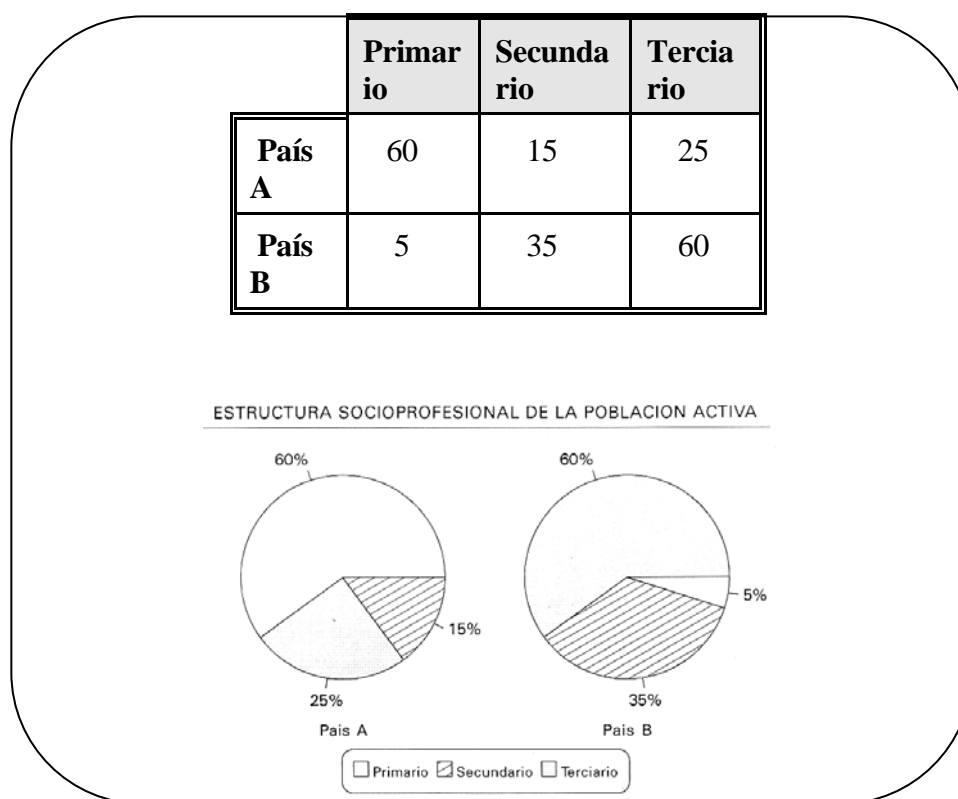 Primar Secunda Tercia
io rio rio
País 60 15 25
A
País 5 35 60
B
ESTRUCTURA SOCIOPROFESIONAL DE LA POBLACION ACTIVA
60% 60%
5%
15%
25% 35%
Pais A Pais B
Primario Secundario Terciario